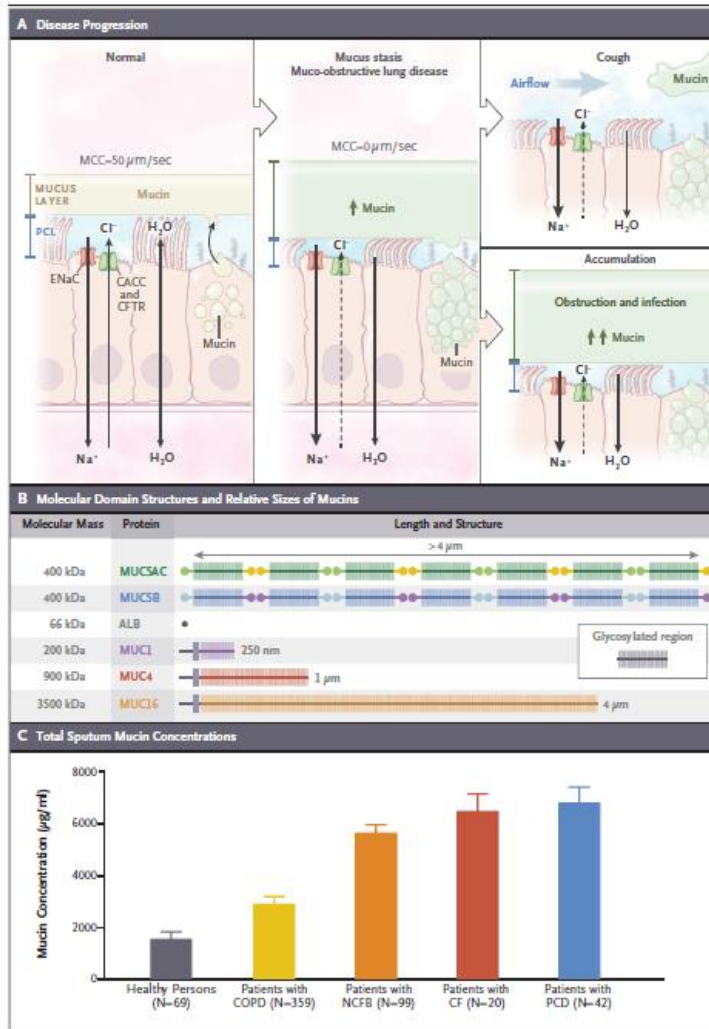 A Disease Progression
Normal
MCC=50 μm/sec
MUCUS
LAYER
Mucin
PCL
Cl⁻
H₂O
ENaC
CACC
and
CFTR
Mucin
Na⁺
H₂O
Mucus stasis
Muco-obstructive lung disease
MCC=0 μm/sec
Mucin
Cl⁻
Mucin
Na⁺
H₂O
Cough
Airflow
Cl⁻
Mucin
Na⁺
H₂O
Accumulation
Obstruction and infection
Mucin
Cl⁻
Na⁺
H₂O
B Molecular Domain Structures and Relative Sizes of Mucins
Molecular Mass Protein Length and Structure
>4 μm
400 kDa MUC5AC
400 kDa MUC5B
66 kDa ALB
200 kDa MUC1 250 nm
Glycosylated region
900 kDa MUC4 1 μm
3500 kDa MUC16 4 μm
C Total Sputum Mucin Concentrations
Mucin Concentration (μg/ml)
8000
6000
4000
2000
0
Healthy Persons
(N=69)
Patients with
COPD (N=359)
Patients with
NCFB (N=99)
Patients with
CF (N=20)
Patients with
PCD (N=42)